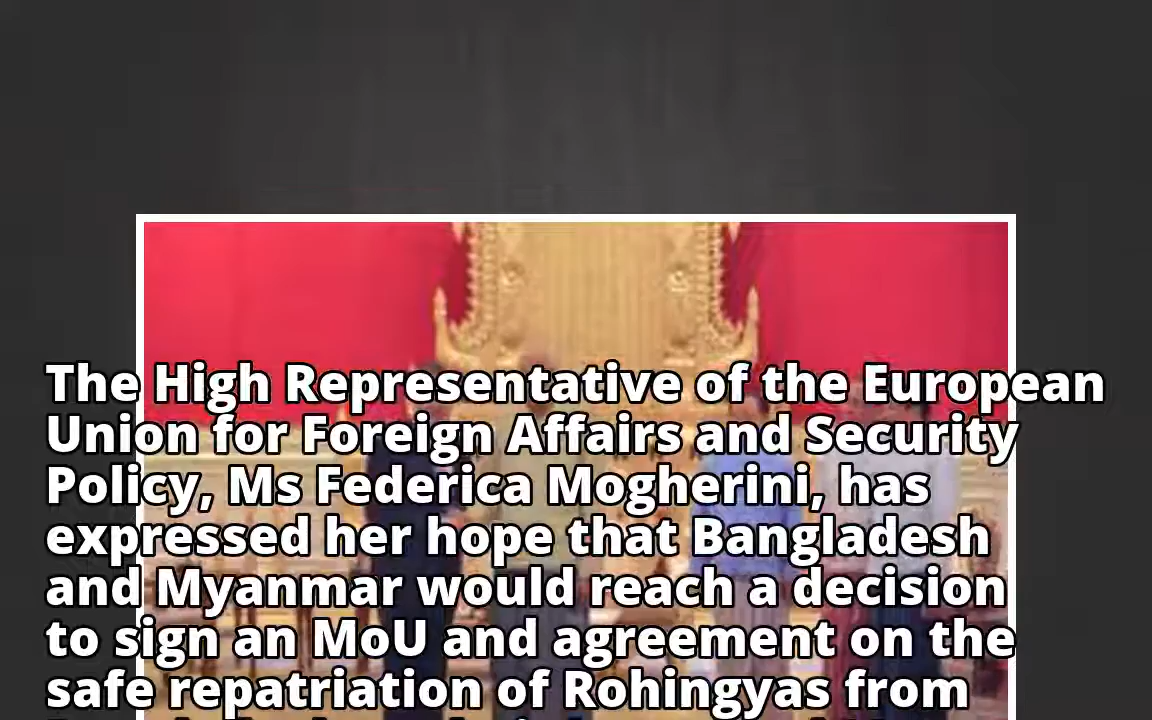 The High Representative of the European
Union for Foreign Affairs and Security
Policy, Ms Federica Mogherini, has
expressed her hope that Bangladesh
and Myanmar would reach a decision
to sign an MoU and agreement on the
safe repatriation of Rohingyas from